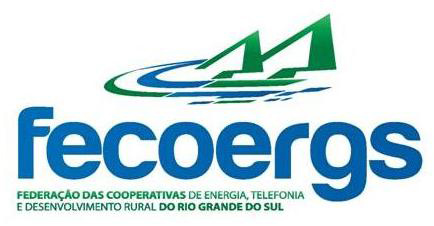 fecoergs
FEDERAÇÃO DAS COOPERATIVAS DE ENERGIA, TELEFONIA
E DESENVOLVIMENTO RURAL DO RIO GRANDE DO SUL